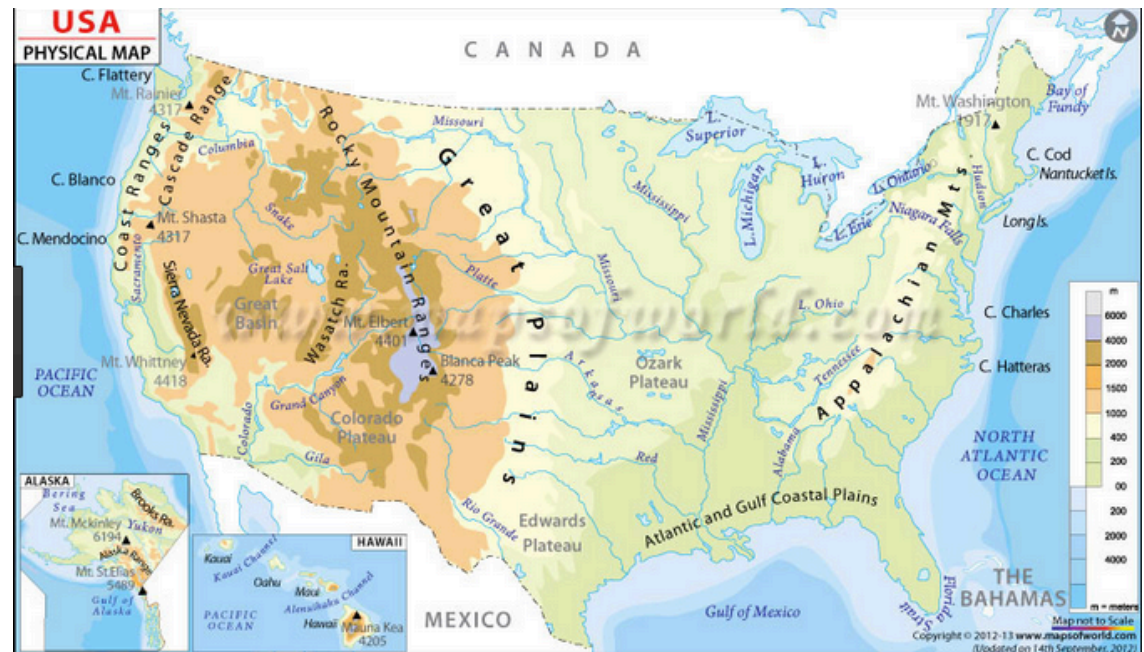 USA
PHYSICAL MAP
CANADA
C. Flattery
Mt. Rainier
4317
Cascade Range
Coast Ranges
Columbia
C. Blanco
Mt. Shasta
4317
C. Mendocino
Sacramento
Sierra Nevada Ra.
Snake
Great Salt
Lake
Great
Basin
Wasatch Ra.
Mt. Whitney
4418
PACIFIC
OCEAN
Rocky Mountain Ranges
Missouri
Great Plains
Platte
Mt. Elbert
4401
Blanca Peak
4278
Grand Canyon
Colorado
Plateau
Colorado
Gila
Rio Grande
Edwards
Plateau
Arkansas
Red
Ozark
Plateau
Missouri
Mississippi
Mississippi
L.
Superior
L.Michigan
L.
Huron
L. Ontario
L. Erie
Niagara Falls
Hudson
Mt. Washington
1917
Bay of
Fundy
C. Cod
Nantucket Is.
Long Is.
L. Ohio
Tennessee
Alabama
Appalachian Mts.
C. Charles
C. Hatteras
NORTH
ATLANTIC
OCEAN
Atlantic and Gulf Coastal Plains
Gulf of Mexico
Florida Strait
THE
BAHAMAS
MEXICO
www.mapsofworld.com
m
6000
4000
2000
1500
1000
400
200
00
200
2000
4000
m = meters
ALASKA
Bering
Sea
Brooks Ra.
Yukon
Mt. Mckinley
6194
Alaska Range
Mt. St.Elias
5489
Gulf of
Alaska
HAWAII
Kauai
Kauai Channel
Oahu
Maui
Alenuihaku Channel
PACIFIC
OCEAN
Hawaii
Mauna Kea
4205
Map not to Scale
Copyright © 2012-13 www.mapsofworld.com
(Updated on 14th September, 2012)